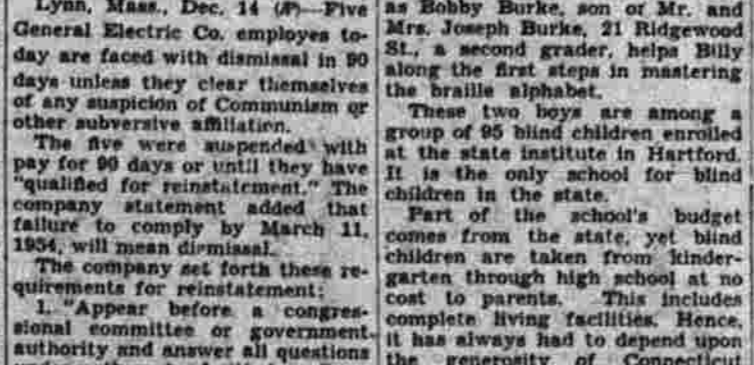 Lynn, Mass., Dec. 14 (AP)—Five
General Electric Co. employes to-
day are faced with dismissal in 90
days unless they clear themselves
of any suspicion of Communism or
other subversive affiliation.
The five were suspended with
pay for 90 days or until they have
"qualified for reinstatement." The
company statement added that
failure to comply by March 11,
1954, will mean dismissal.
The company set forth these re-
quirements for reinstatement:
1. "Appear before a congres-
sional committee or government
authority and answer all questions
as Bobby Burke, son of Mr. and
Mrs. Joseph Burke, 21 Ridgewood
St., a second grader, helps Billy
along the first steps in mastering
the braille alphabet.
These two boys are among a
group of 95 blind children enrolled
at the state institute in Hartford.
It is the only school for blind
children in the state.
Part of the school's budget
comes from the state, yet blind
children are taken from kinder-
garten through high school at no
cost to parents. This includes
complete living facilities. Hence,
it has always had to depend upon
the generosity of Connecticut